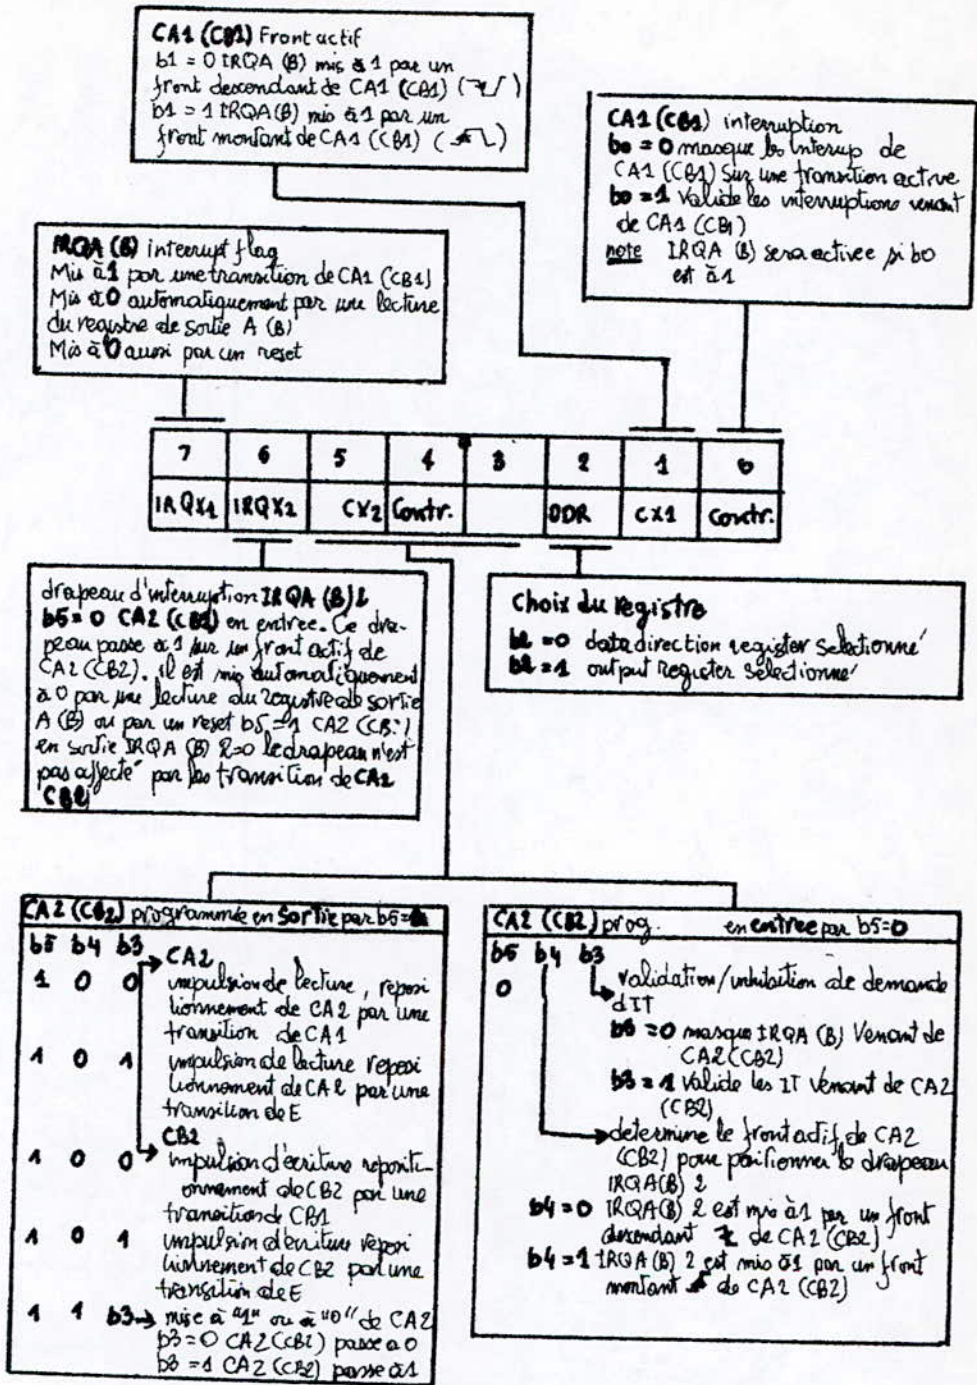 CA1 (CB1) Front actif
b1 = 0 IRQA (B) mis à 1 par un
front descendant de CA1 (CB1)
b1 = 1 IRQA(B) mis à 1 par un
front montant de CA1 (CB1)
CA1 (CB1) interruption
b0 = 0 masque les interup de
CA1 (CB1) sur une transition active
b0 = 1 valide les interruptions venant
de CA1 (CB1)
note IRQA (B) sera activee si b0
est à 1
IRQA (B) interrupt flag
Mis à 1 par une transition de CA1 (CB1)
Mis à 0 automatiquement par une lecture
du registre de sortie A (B)
Mis à 0 aussi par un reset
7 6 5 4 3 2 1 0
IRQX1 IRQX2 CX2 Contr. DDR CX1 Contr.
drapeau d'interruption IRQA (B) 2
b5 = 0 CA2 (CB2) en entree. Ce dra-
peau passe à 1 sur un front actif de
CA2 (CB2). il est mis automatiquement
à 0 par une lecture du registre de sortie
A (B) ou par un reset b5 = 1 CA2 (CB2)
en sortie IRQA (B) 2=0 le drapeau n'est
pas affecté par les transition de CA2
CB2
Choix du registre
b2 = 0 data direction register selectionné
b2 = 1 output register sélectionné
CA2 (CB2) programmée en sortie par b5=1
b5 b4 b3
CA2
1 0 0 impulsion de lecture, reposi
tionnement de CA2 par une
transition de CA1
1 0 1 impulsion de lecture reposi
tionnement de CA2 par une
transition de E
CB2
1 0 0 impulsion d'écriture repositi-
onnement de CB2 par une
transition de CB1
1 0 1 impulsion d'écriture reposi
tionnement de CB2 par une
transition de E
1 1 b3 mise à "1" ou à "0" de CA2
b3 = 0 CA2 (CB2) passe a 0
b3 = 1 CA2 (CB2) passe à 1
CA2 (CB2) prog. en entree par b5=0
b5 b4 b3
0 validation/inhibition de demande
d'IT
b3 = 0 masque IRQA (B) Venant de
CA2 (CB2)
b3 = 1 valide les IT venant de CA2
(CB2)
determine le front actif de CA2
(CB2) pour positionner le drapeau
IRQA(B) 2
b4 = 0 IRQA(B) 2 est mis à 1 par un front
descendant de CA2 (CB2)
b4 = 1 IRQA(B) 2 est mis à 1 par un front
montant de CA2 (CB2)